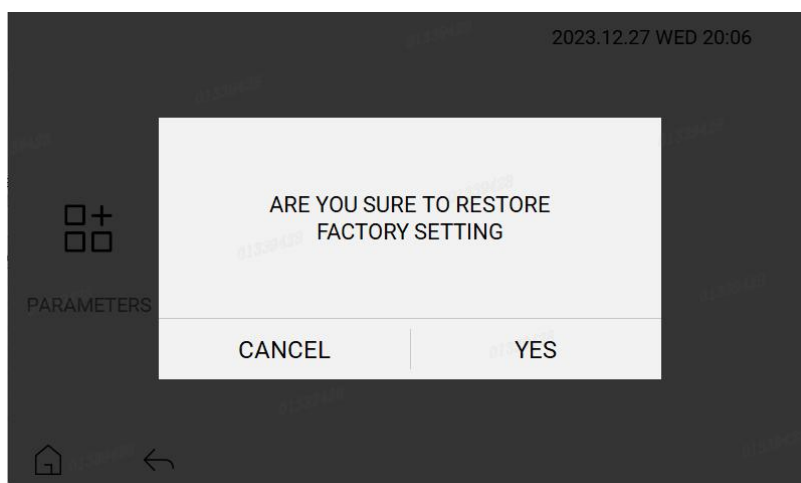 2023.12.27 WED 20:06
ARE YOU SURE TO RESTORE
FACTORY SETTING
PARAMETERS
CANCEL
YES